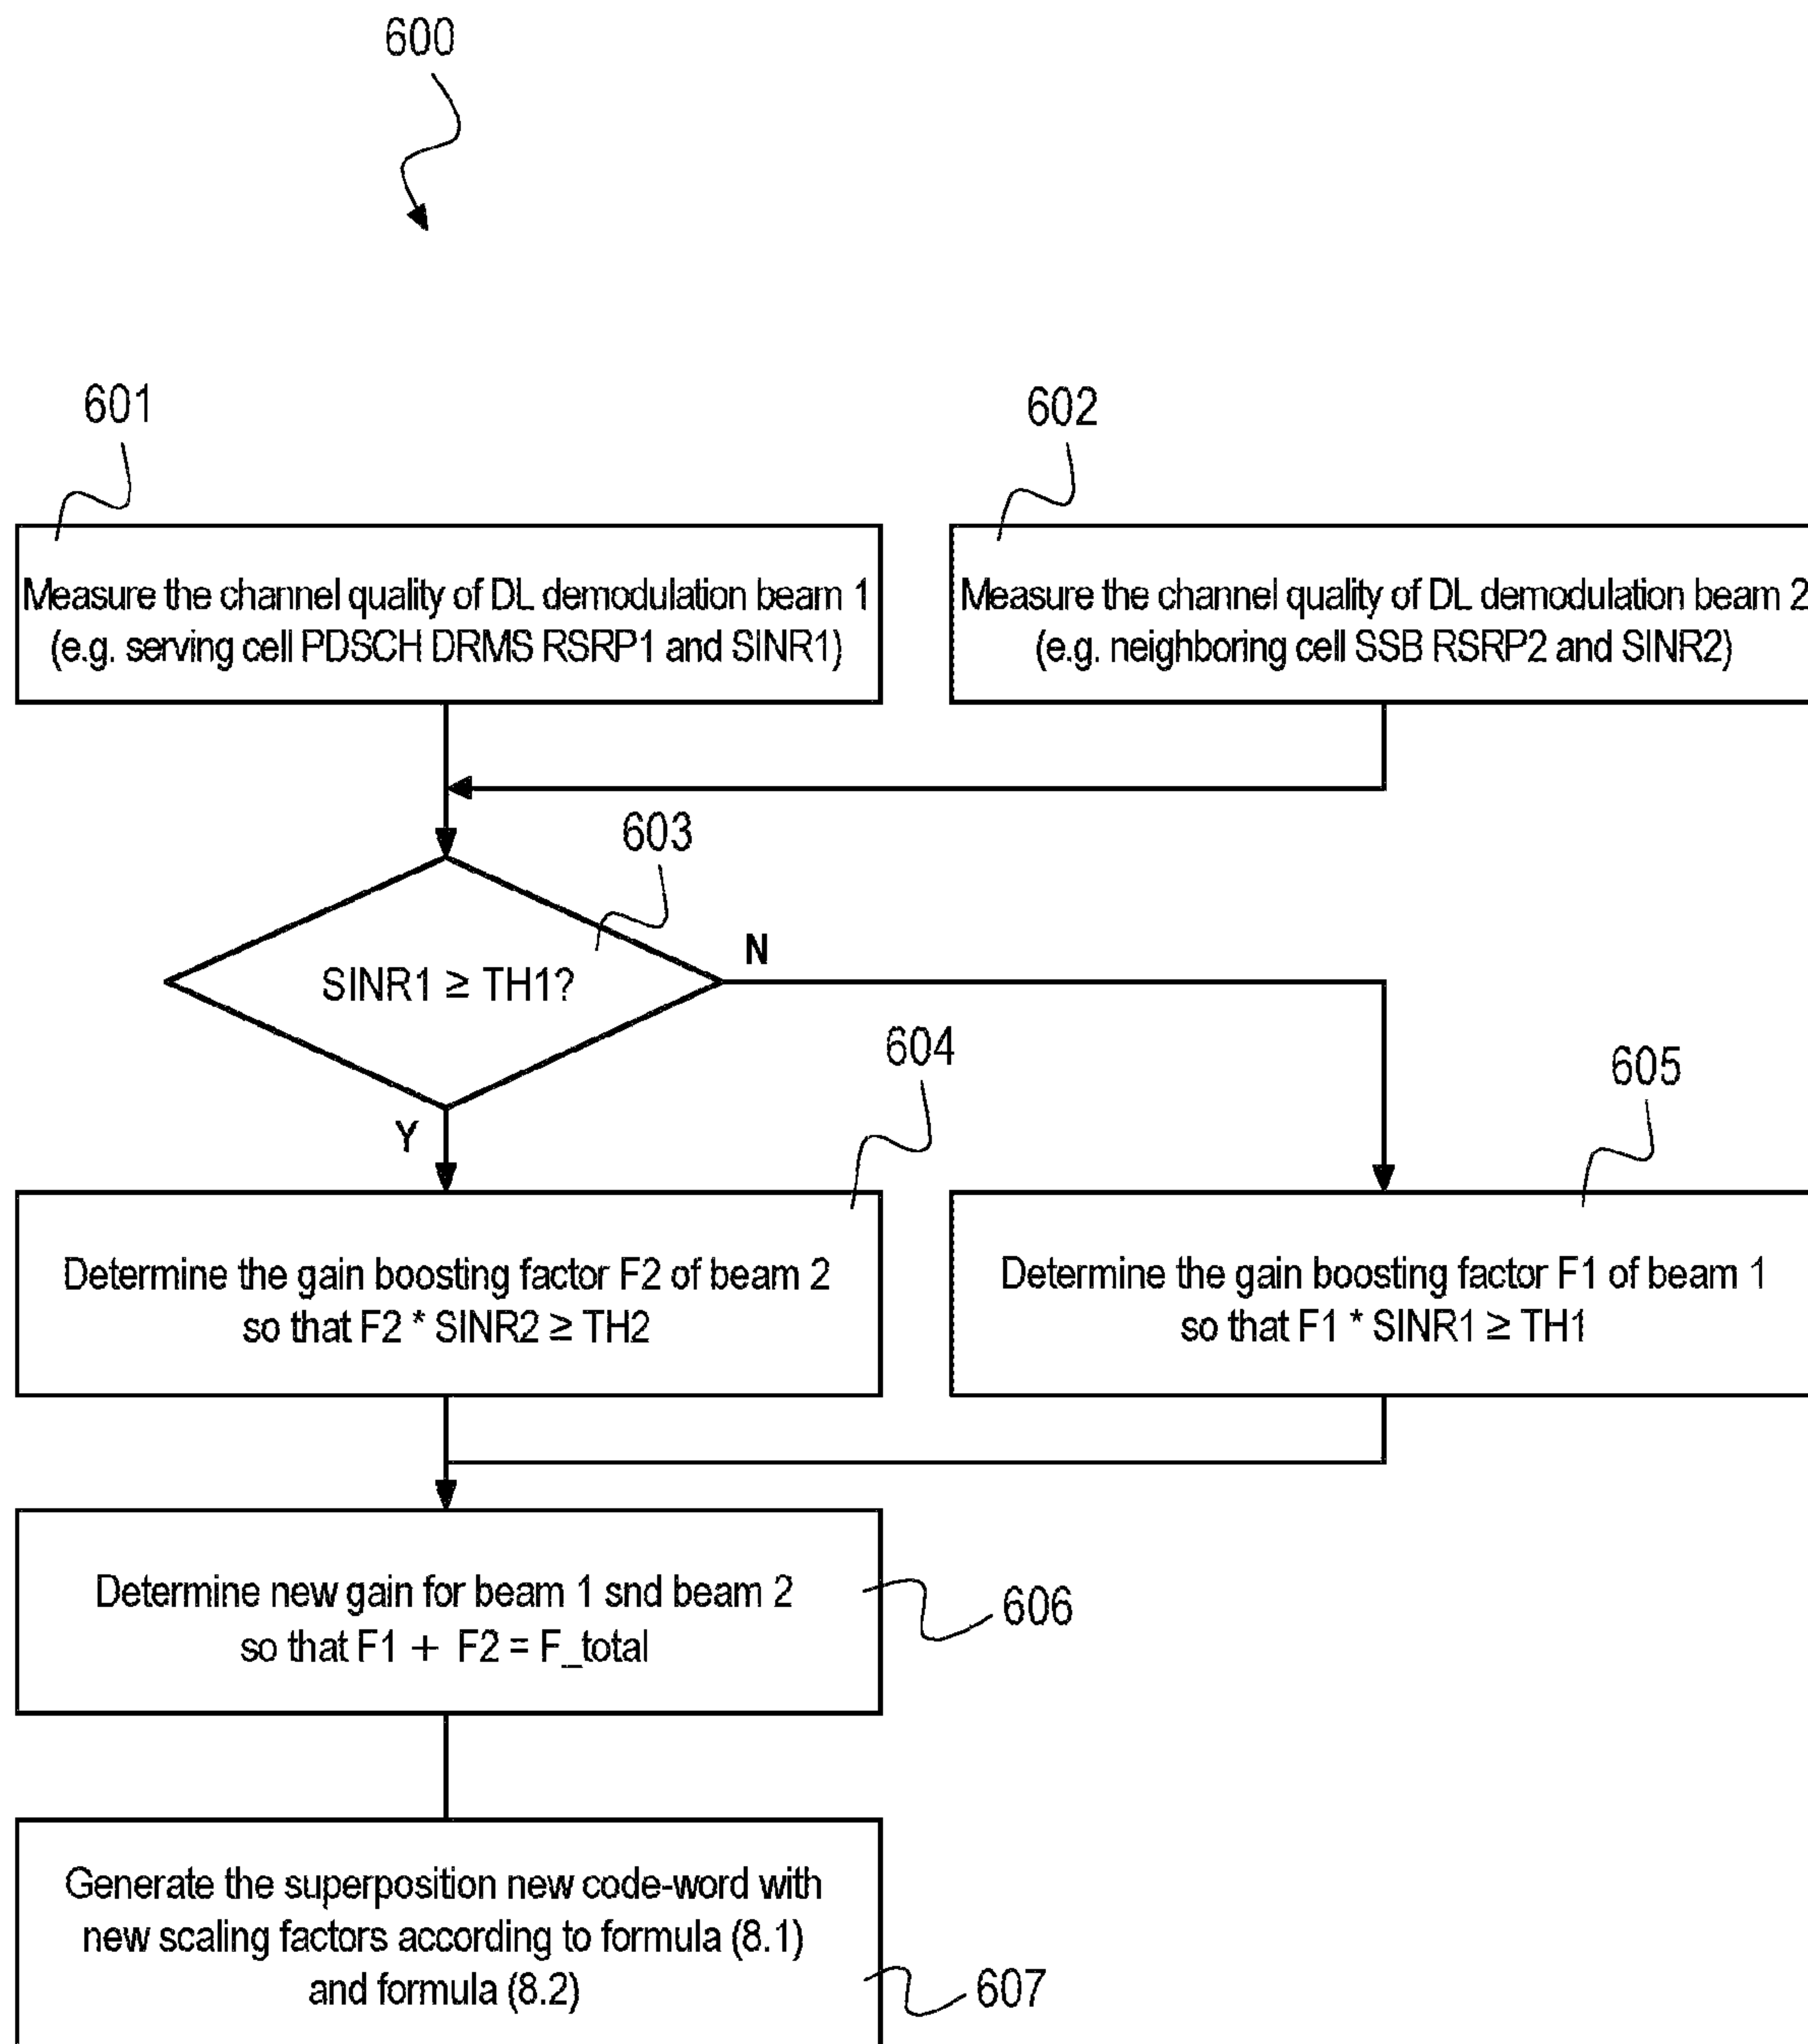 600
601
602
Measure the channel quality of DL demodulation beam 1
(e.g. serving cell PDSCH DRMS RSRP1 and SINR1)
Measure the channel quality of DL demodulation beam 2
(e.g. neighboring cell SSB RSRP2 and SINR2)
603
SINR1 ≥ TH1?
N
Y
604
605
Determine the gain boosting factor F2 of beam 2
so that F2 * SINR2 ≥ TH2
Determine the gain boosting factor F1 of beam 1
so that F1 * SINR1 ≥ TH1
Determine new gain for beam 1 snd beam 2
so that F1 + F2 = F_total
606
Generate the superposition new code-word with
new scaling factors according to formula (8.1)
and formula (8.2)
607